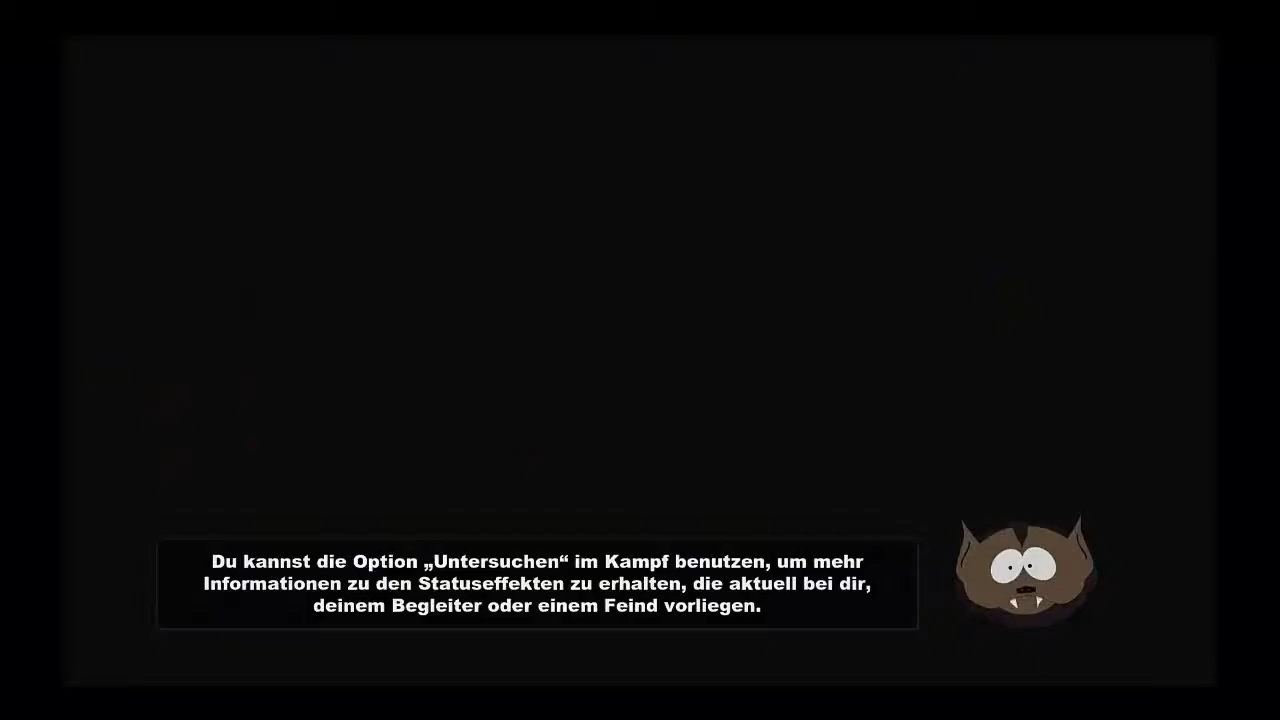 Du kannst die Option „Untersuchen“ im Kampf benutzen, um mehr
Informationen zu den Statuseffekten zu erhalten, die aktuell bei dir,
deinem Begleiter oder einem Feind vorliegen.